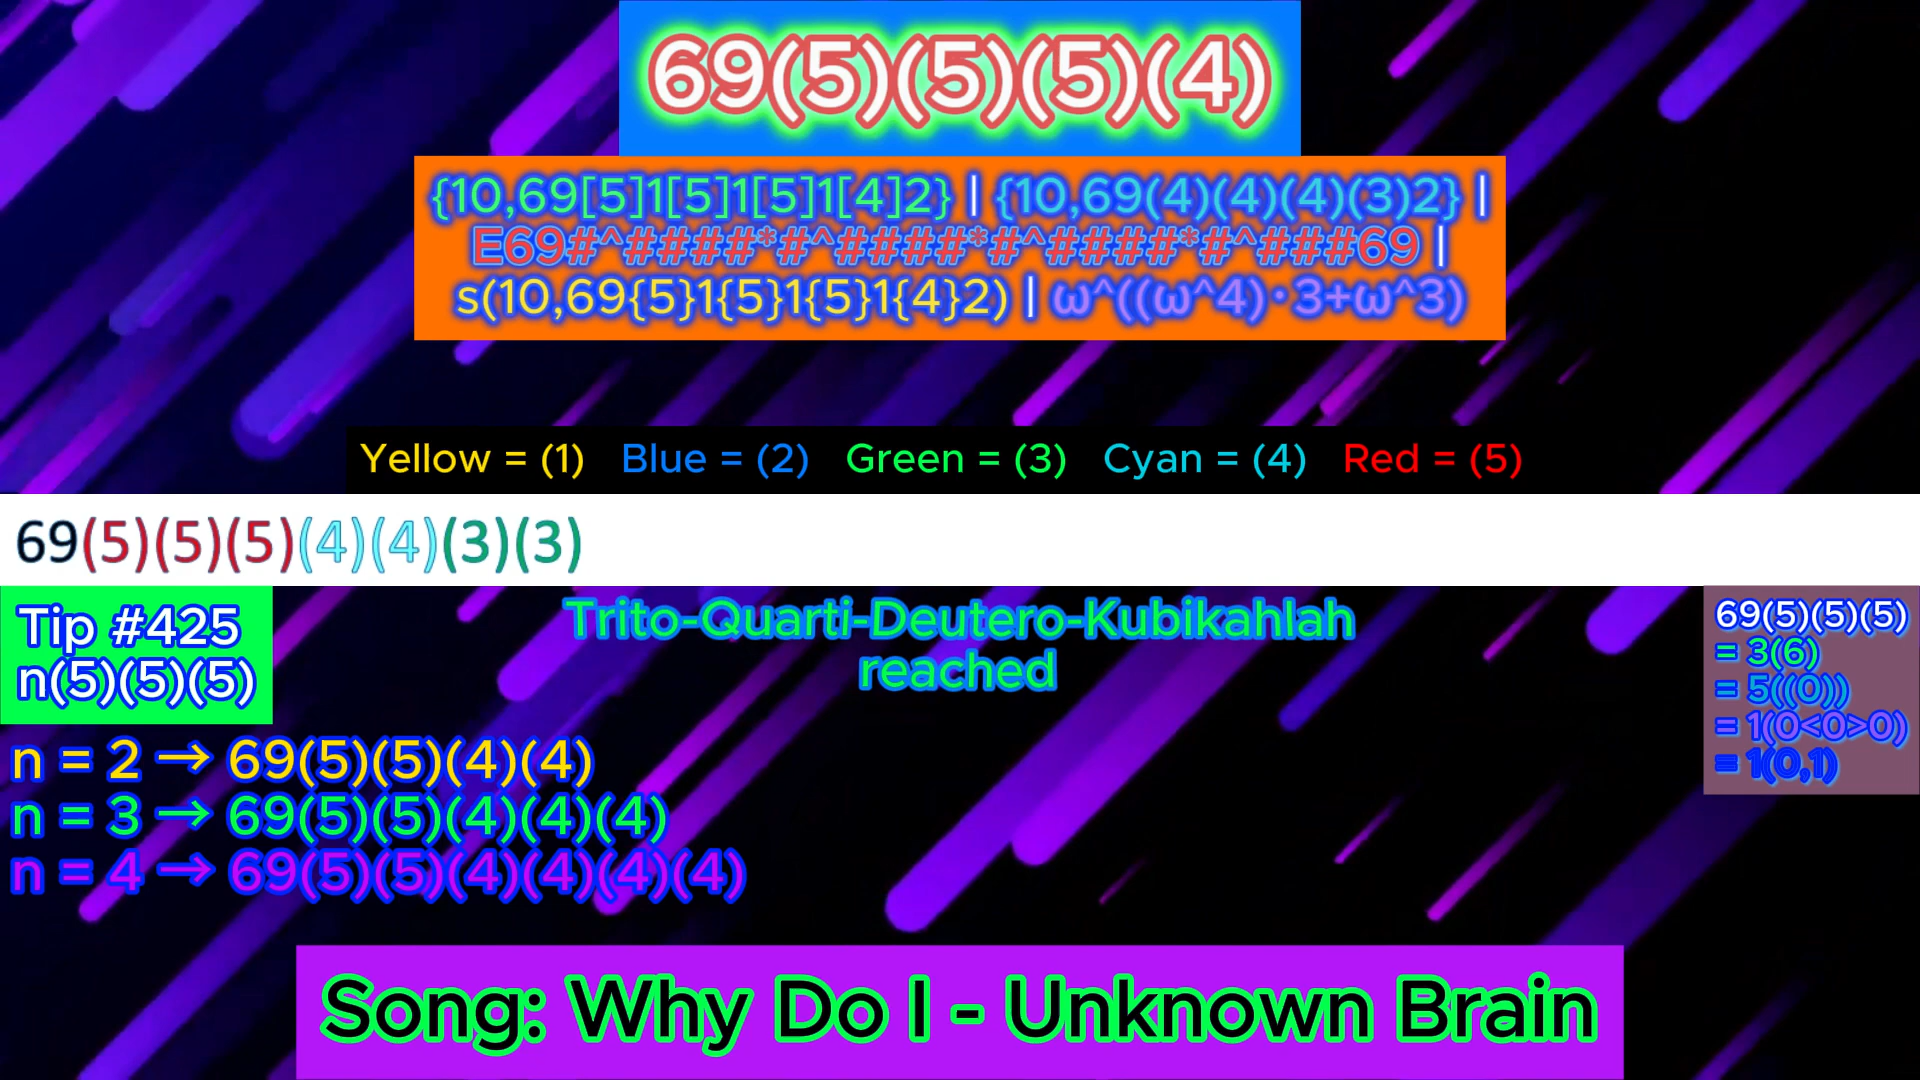 69(5)(5)(5)(4)
{10,69[5]1[5]1[5]1[4]2} | {10,69(4)(4)(4)(3)2} |
E69#^####*#^####*#^####*#^###69 |
s(10,69{5}1{5}1{5}1{4}2) | ω^((ω^4)·3+ω^3)
Yellow = (1) Blue = (2) Green = (3) Cyan = (4) Red = (5)
69(5)(5)(5)(4)(4)(3)(3)
Tip #425
n(5)(5)(5)
n = 2 → 69(5)(5)(4)(4)
n = 3 → 69(5)(5)(4)(4)(4)
n = 4 → 69(5)(5)(4)(4)(4)(4)
Trito-Quarti-Deutero-Kubikahlah
reached
69(5)(5)(5)
= 3(6)
= 5((0))
= 1(0<0>0)
= 1(0,1)
Song: Why Do I - Unknown Brain